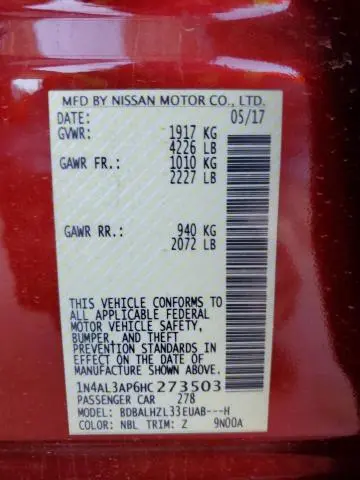 MFD BY NISSAN MOTOR CO., LTD.
DATE: 05/17
GVWR: 1917 KG
4226 LB
GAWR FR.: 1010 KG
2227 LB
GAWR RR.: 940 KG
2072 LB
THIS VEHICLE CONFORMS TO
ALL APPLICABLE FEDERAL
MOTOR VEHICLE SAFETY,
BUMPER, AND THEFT
PREVENTION STANDARDS IN
EFFECT ON THE DATE OF
MANUFACTURE SHOWN ABOVE.
1N4AL3AP6HC 273503
PASSENGER CAR 278
MODEL: BDBALHZL33EUAB---H
COLOR: NBL TRIM: Z 9N00A